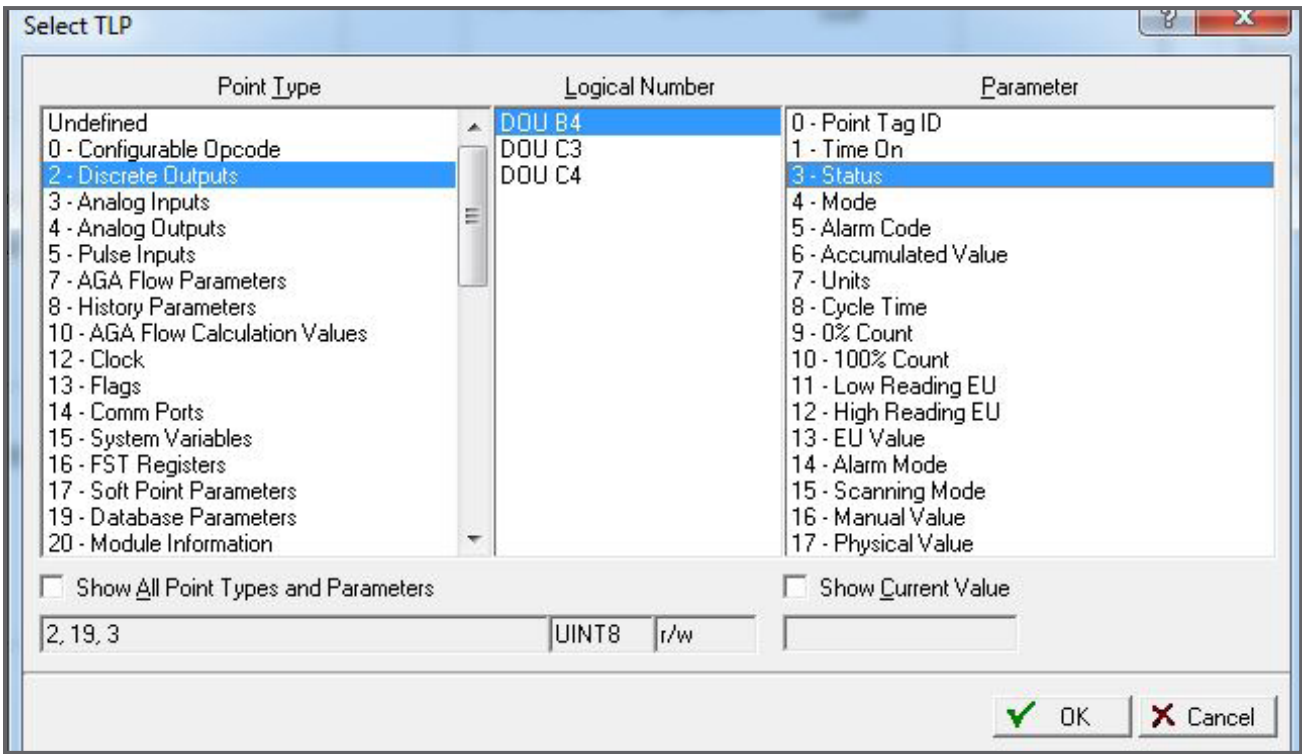 Select TLP
? X
Point Type
Undefined
0 - Configurable Opcode
2 - Discrete Outputs
3 - Analog Inputs
4 - Analog Outputs
5 - Pulse Inputs
7 - AGA Flow Parameters
8 - History Parameters
10 - AGA Flow Calculation Values
12 - Clock
13 - Flags
14 - Comm Ports
15 - System Variables
16 - FST Registers
17 - Soft Point Parameters
19 - Database Parameters
20 - Module Information
Logical Number
DOU B4
DOU C3
DOU C4
Parameter
0 - Point Tag ID
1 - Time On
3 - Status
4 - Mode
5 - Alarm Code
6 - Accumulated Value
7 - Units
8 - Cycle Time
9 - 0% Count
10 - 100% Count
11 - Low Reading EU
12 - High Reading EU
13 - EU Value
14 - Alarm Mode
15 - Scanning Mode
16 - Manual Value
17 - Physical Value
Show All Point Types and Parameters
Show Current Value
2, 19, 3 UINT8 r/w
OK Cancel